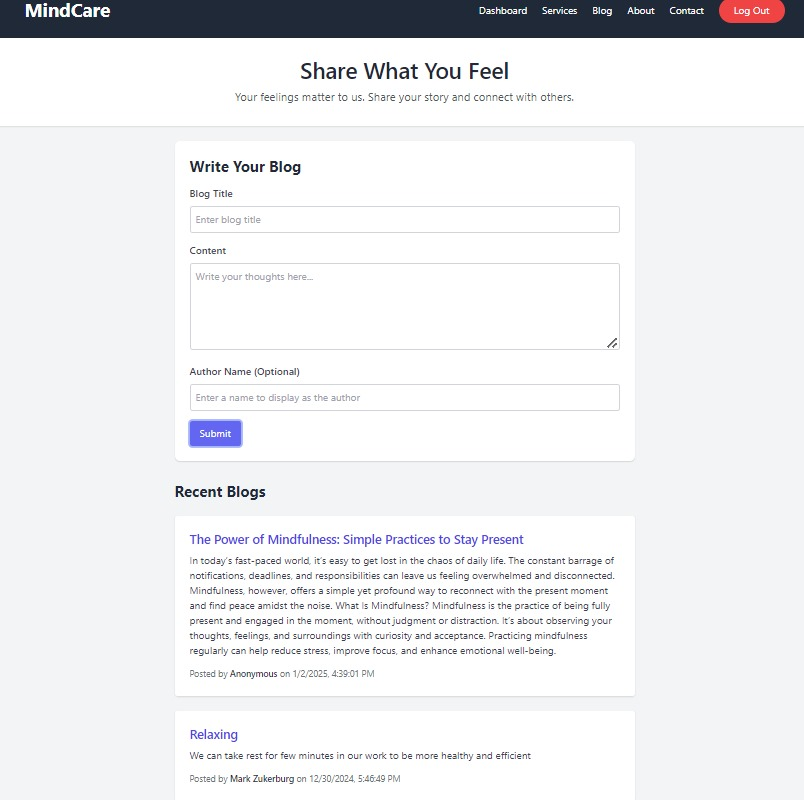 MindCare
Dashboard Services Blog About Contact Log Out
Share What You Feel
Your feelings matter to us. Share your story and connect with others.
Write Your Blog
Blog Title
Enter blog title
Content
Write your thoughts here...
Author Name (Optional)
Enter a name to display as the author
Submit
Recent Blogs
The Power of Mindfulness: Simple Practices to Stay Present
In today's fast-paced world, it's easy to get lost in the chaos of daily life. The constant barrage of
notifications, deadlines, and responsibilities can leave us feeling overwhelmed and disconnected.
Mindfulness, however, offers a simple yet profound way to reconnect with the present moment
and find peace amidst the noise. What Is Mindfulness? Mindfulness is the practice of being fully
present and engaged in the moment, without judgment or distraction. It's about observing your
thoughts, feelings, and surroundings with curiosity and acceptance. Practicing mindfulness
regularly can help reduce stress, improve focus, and enhance emotional well-being.
Posted by Anonymous on 1/2/2025, 4:39:01 PM
Relaxing
We can take rest for few minutes in our work to be more healthy and efficient
Posted by Mark Zukerburg on 12/30/2024, 5:46:49 PM